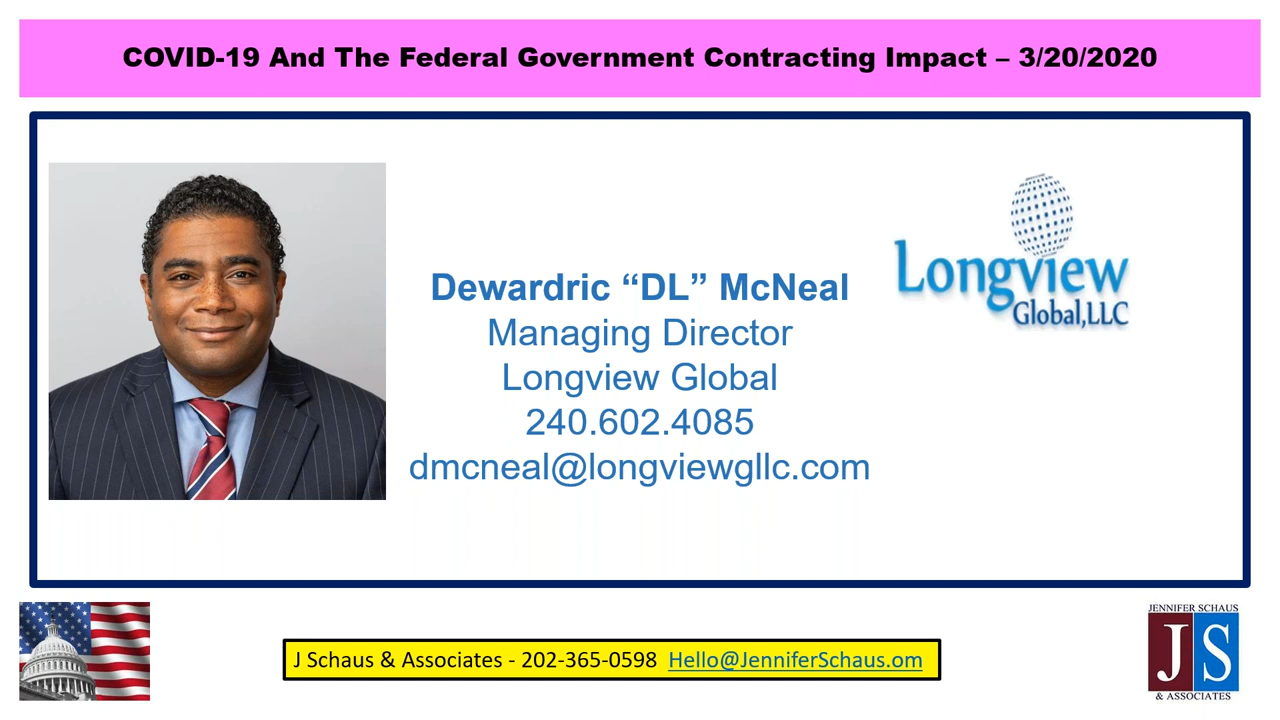 COVID-19 And The Federal Government Contracting Impact – 3/20/2020
Dewardric “DL” McNeal
Managing Director
Longview Global
240.602.4085
dmcneal@longviewgllc.com
Longview
Global,LLC
J Schaus & Associates - 202-365-0598 Hello@JenniferSchaus.om
JENNIFER SCHAUS
JS
& ASSOCIATES